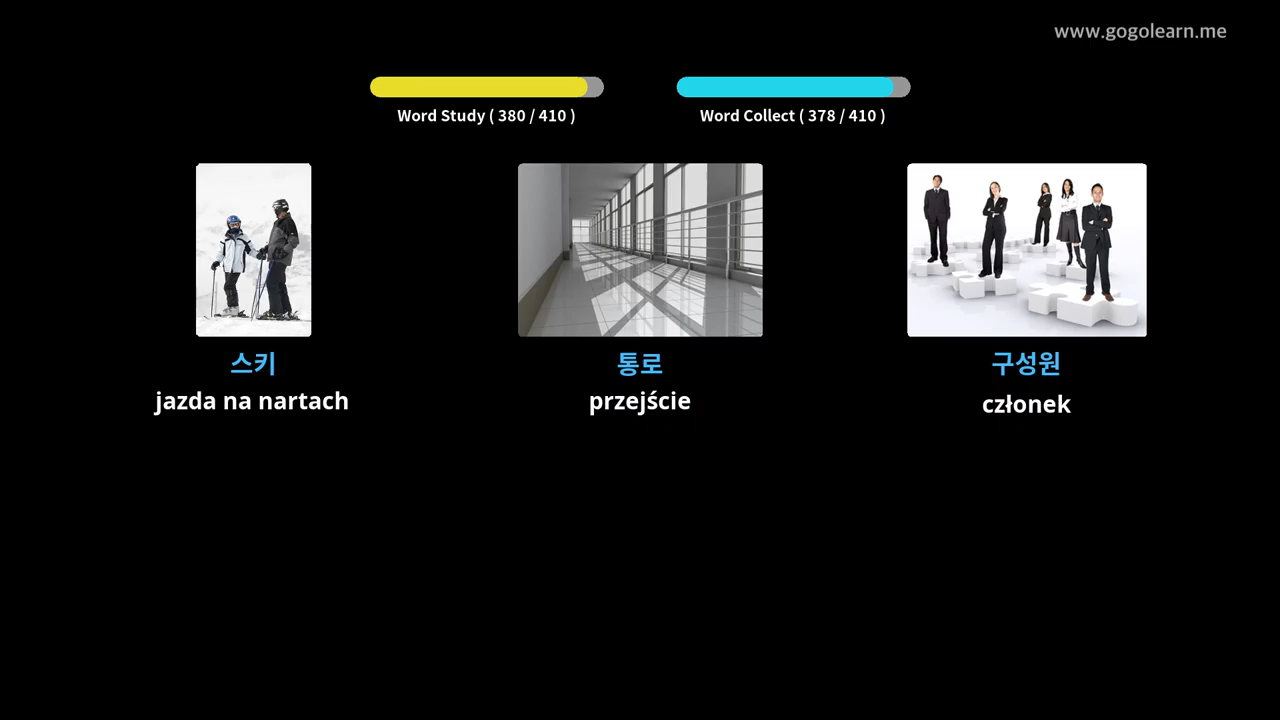 www.gogolearn.me
Word Study ( 380 / 410 )
Word Collect ( 378 / 410 )
스키
jazda na nartach
통로
przejście
구성원
członek